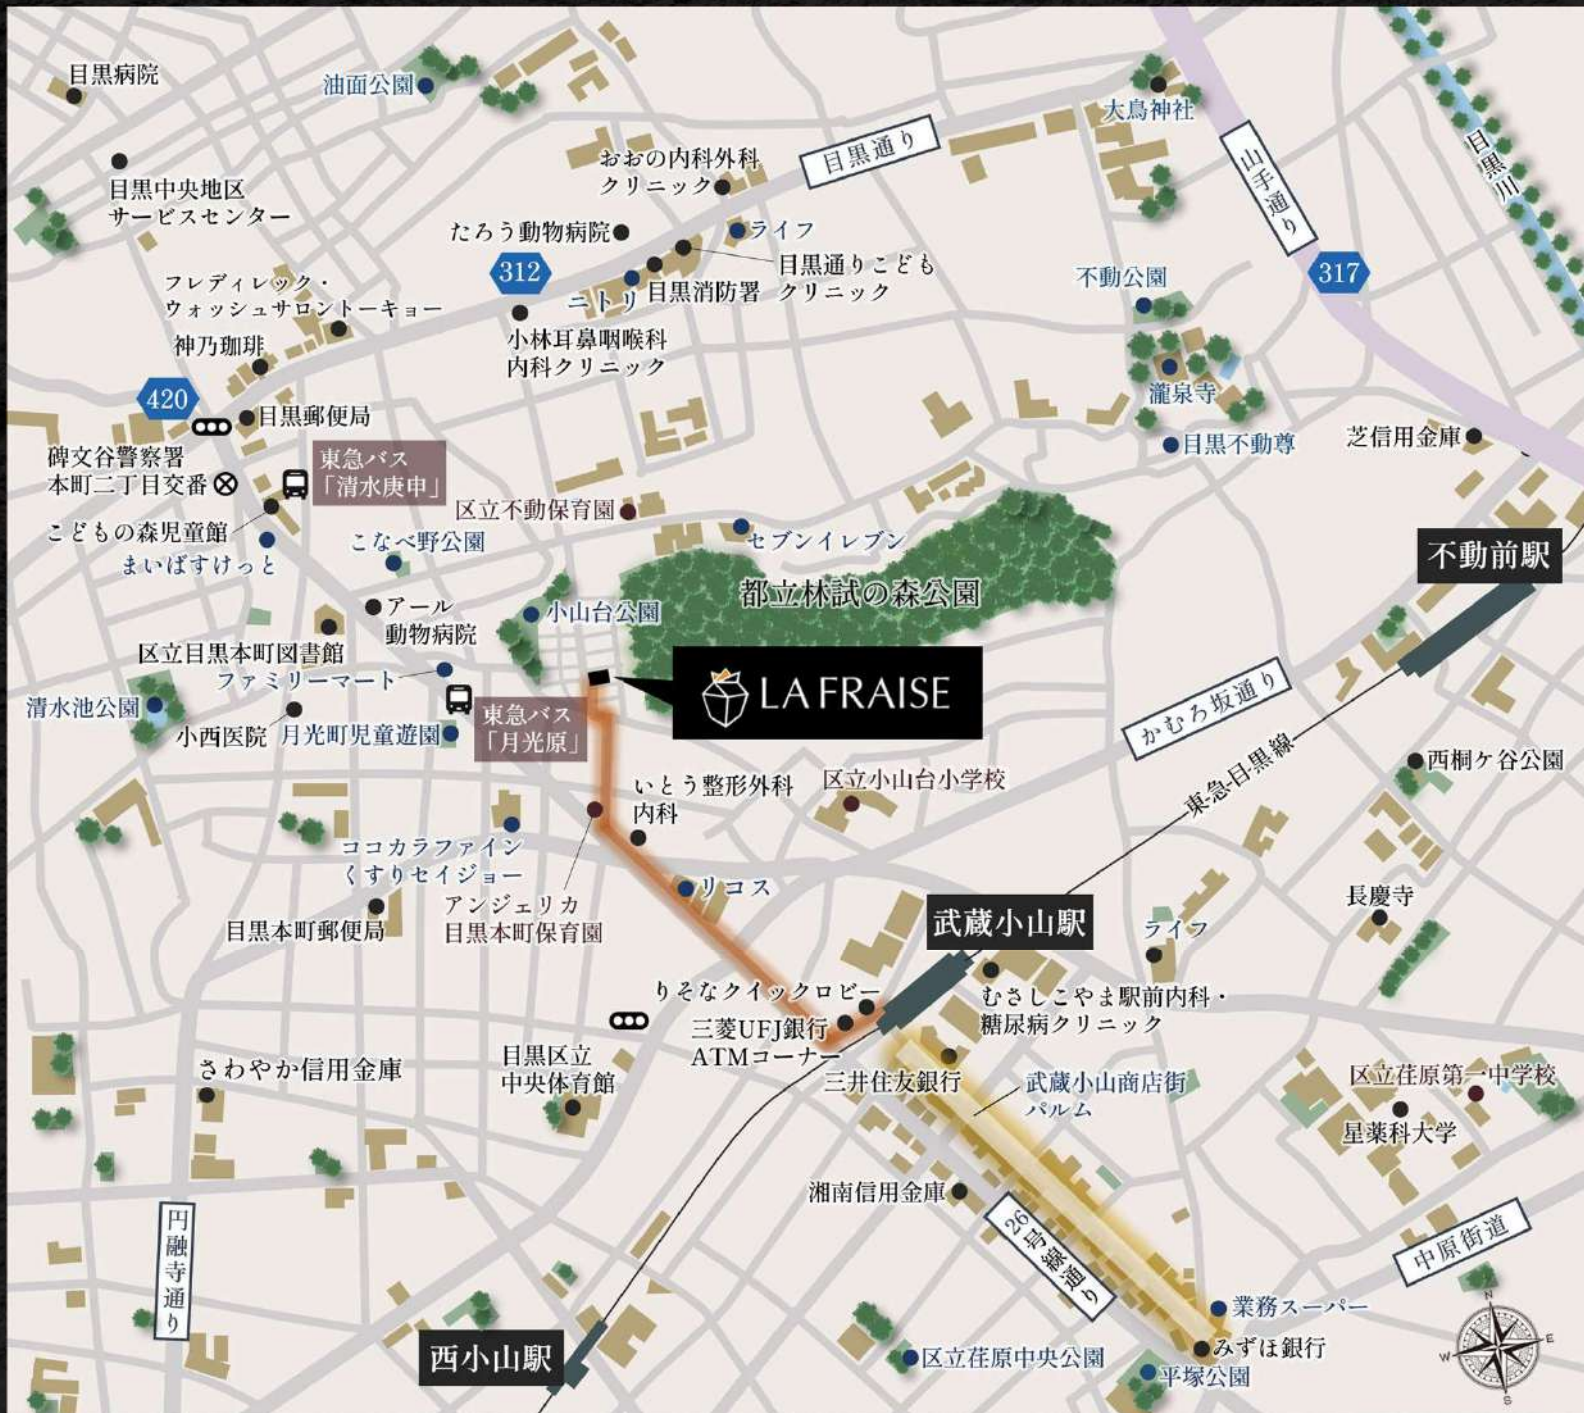 目黒病院
油面公園
大鳥神社
目黒通り
山手通り
目黒川
おおの内科外科
クリニック
目黒中央地区
サービスセンター
たろう動物病院
ライフ
312
目黒通りこども
クリニック
ニトリ
目黒消防署
不動公園
317
フレディレック・
ウォッシュサロントーキョー
小林耳鼻咽喉科
内科クリニック
神乃珈琲
瀧泉寺
420
目黒郵便局
目黒不動尊
芝信用金庫
碑文谷警察署
本町二丁目交番
東急バス
「清水庚申」
区立不動保育園
こどもの森児童館
まいばすけっと
こなべ野公園
セブンイレブン
不動前駅
都立林試の森公園
アール
動物病院
小山台公園
区立目黒本町図書館
ファミリーマート
清水池公園
小西医院
月光町児童遊園
東急バス
「月光原」
LA FRAISE
かむろ坂通り
東急目黒線
西桐ケ谷公園
いとう整形外科
内科
区立小山台小学校
ココカラファイン
くすりセイジョー
リコス
アンジェリカ
目黒本町保育園
目黒本町郵便局
武蔵小山駅
ライフ
長慶寺
りそなクイックロビー
むさしこやま駅前内科・
糖尿病クリニック
三菱UFJ銀行
ATMコーナー
目黒区立
中央体育館
さわやか信用金庫
三井住友銀行
武蔵小山商店街
パルム
区立荏原第一中学校
星薬科大学
湘南信用金庫
26号線通り
円融寺通り
中原街道
業務スーパー
みずほ銀行
西小山駅
区立荏原中央公園
平塚公園
N
W
E
S